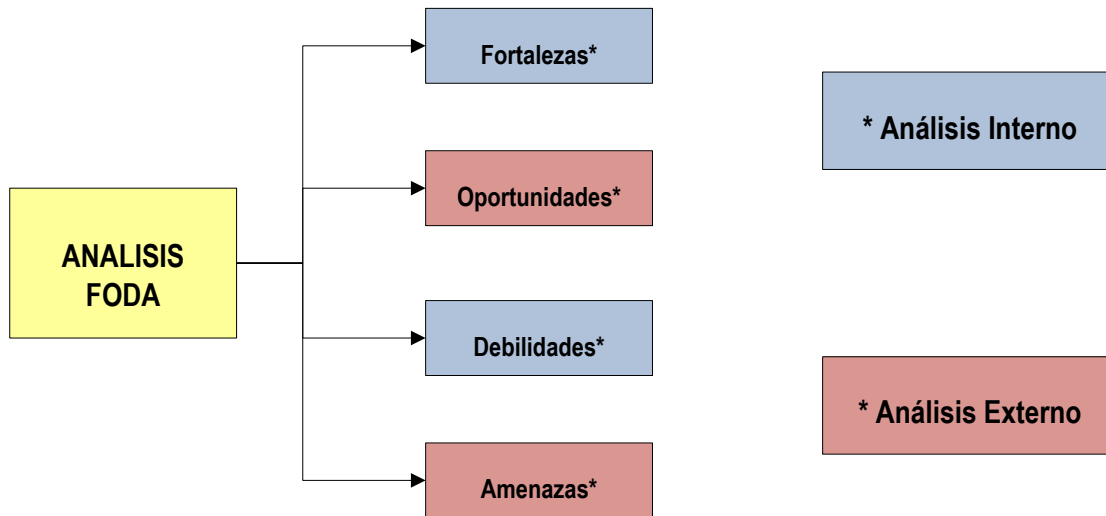 Fortalezas*
* Análisis Interno
Oportunidades*
ANALISIS
FODA
Debilidades*
* Análisis Externo
Amenazas*